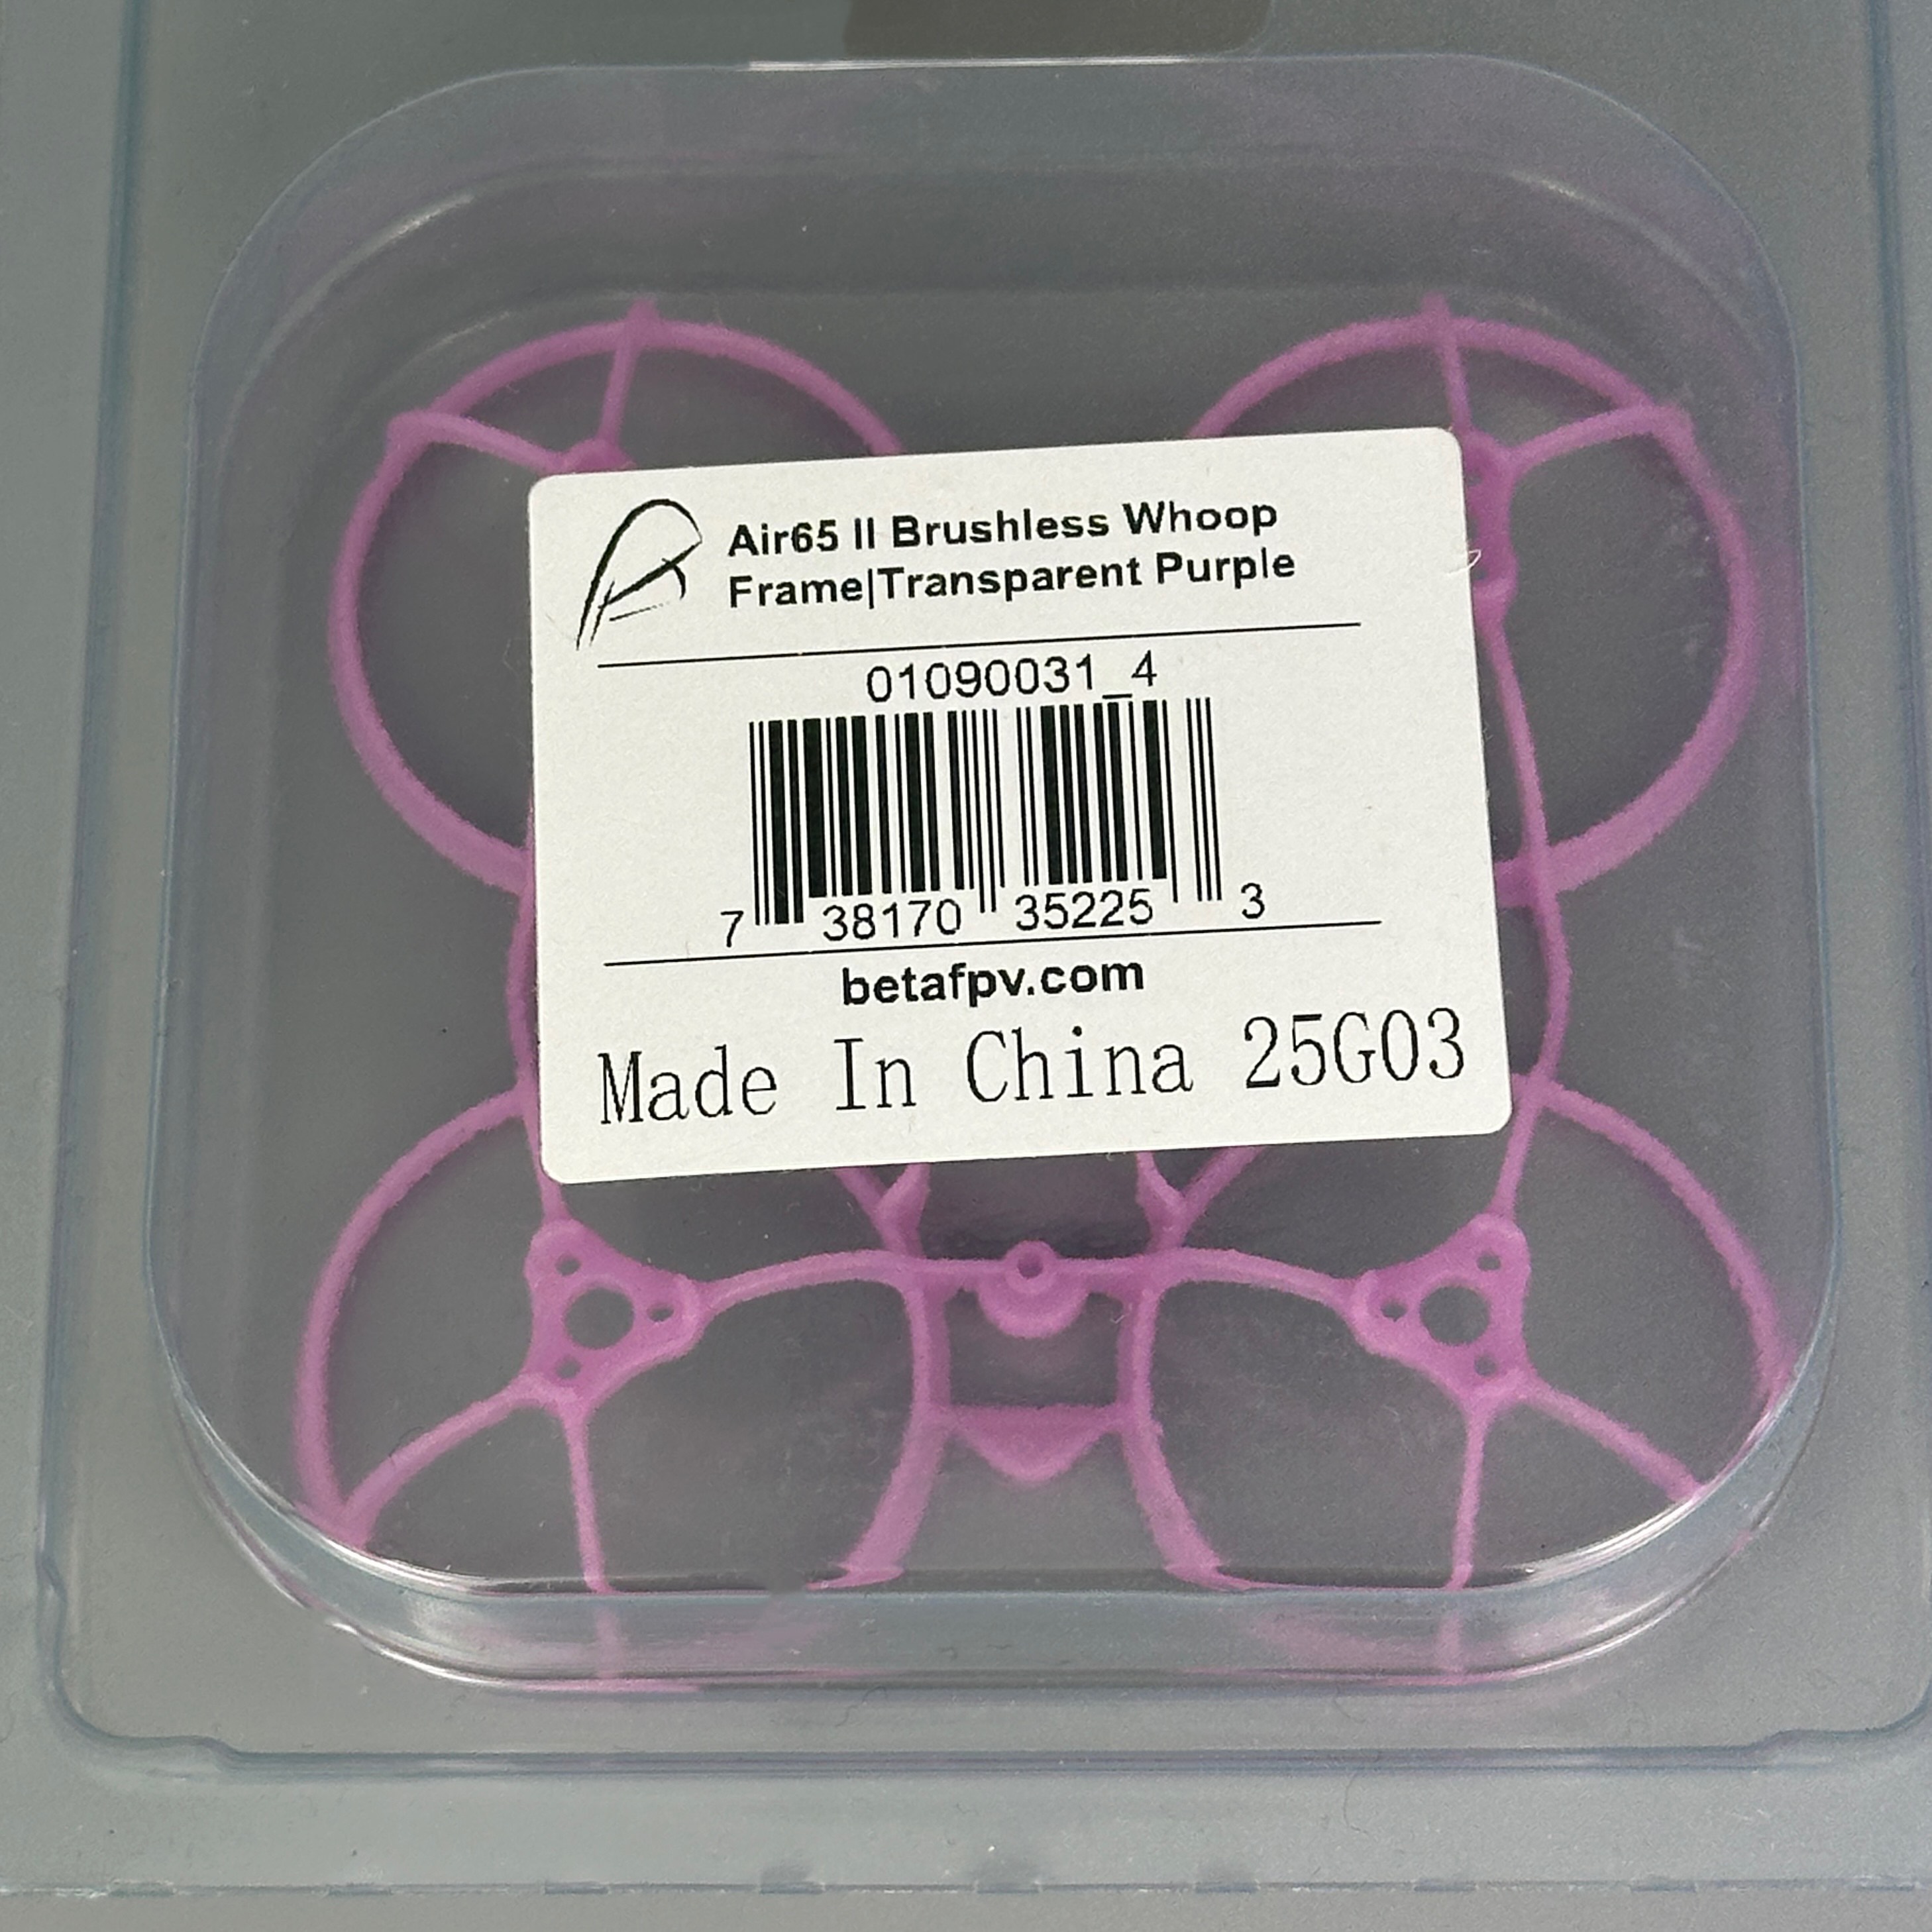 Air65 II Brushless Whoop
Frame|Transparent Purple
01090031_4
7 38170 35225 3
betafpv.com
Made In China 25G03